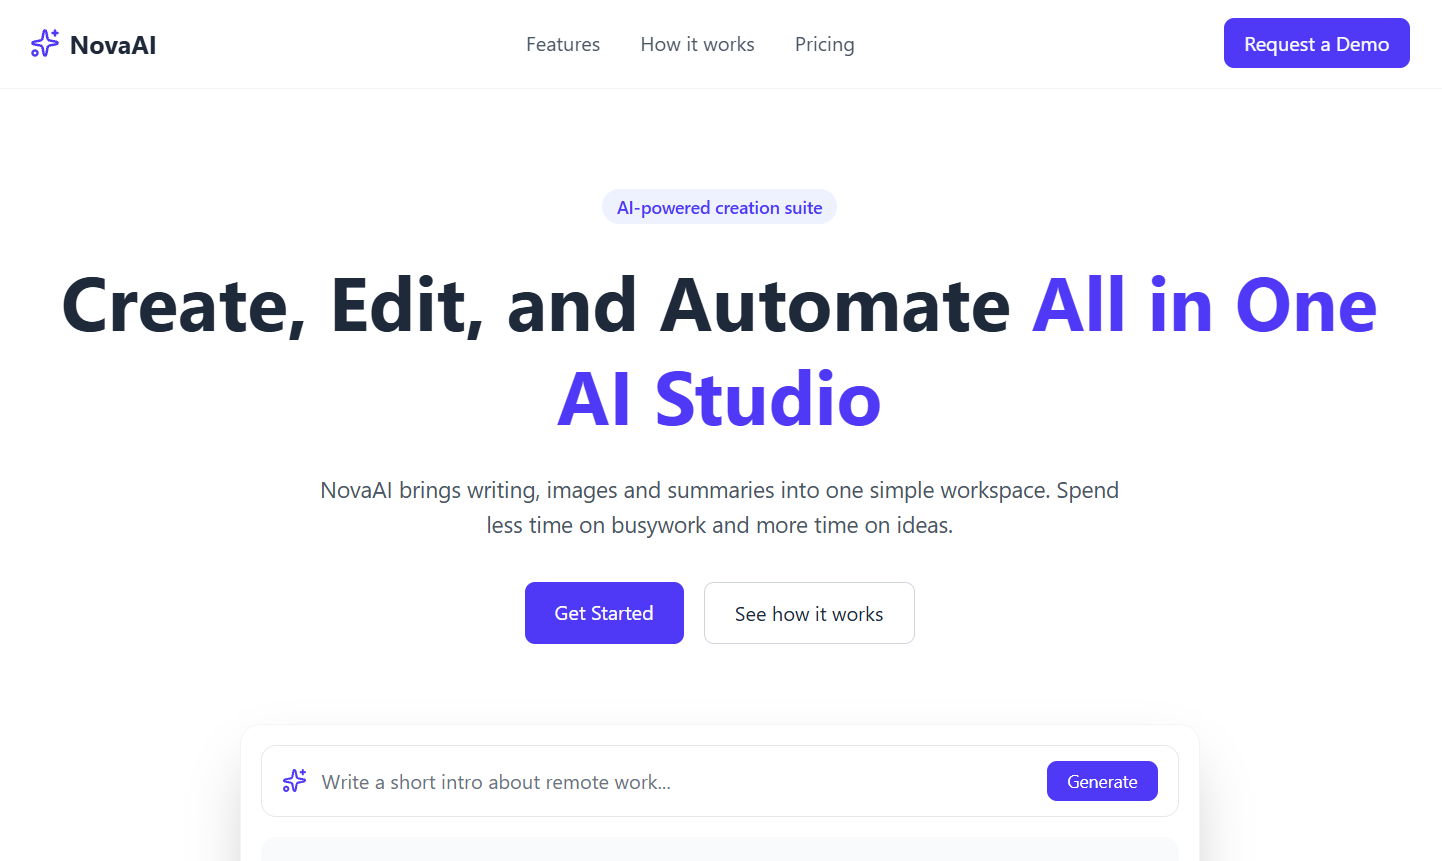 NovaAI
Features
How it works
Pricing
Request a Demo
AI-powered creation suite
Create, Edit, and Automate All in One
AI Studio
NovaAI brings writing, images and summaries into one simple workspace. Spend
less time on busywork and more time on ideas.
Get Started
See how it works
Write a short intro about remote work...
Generate